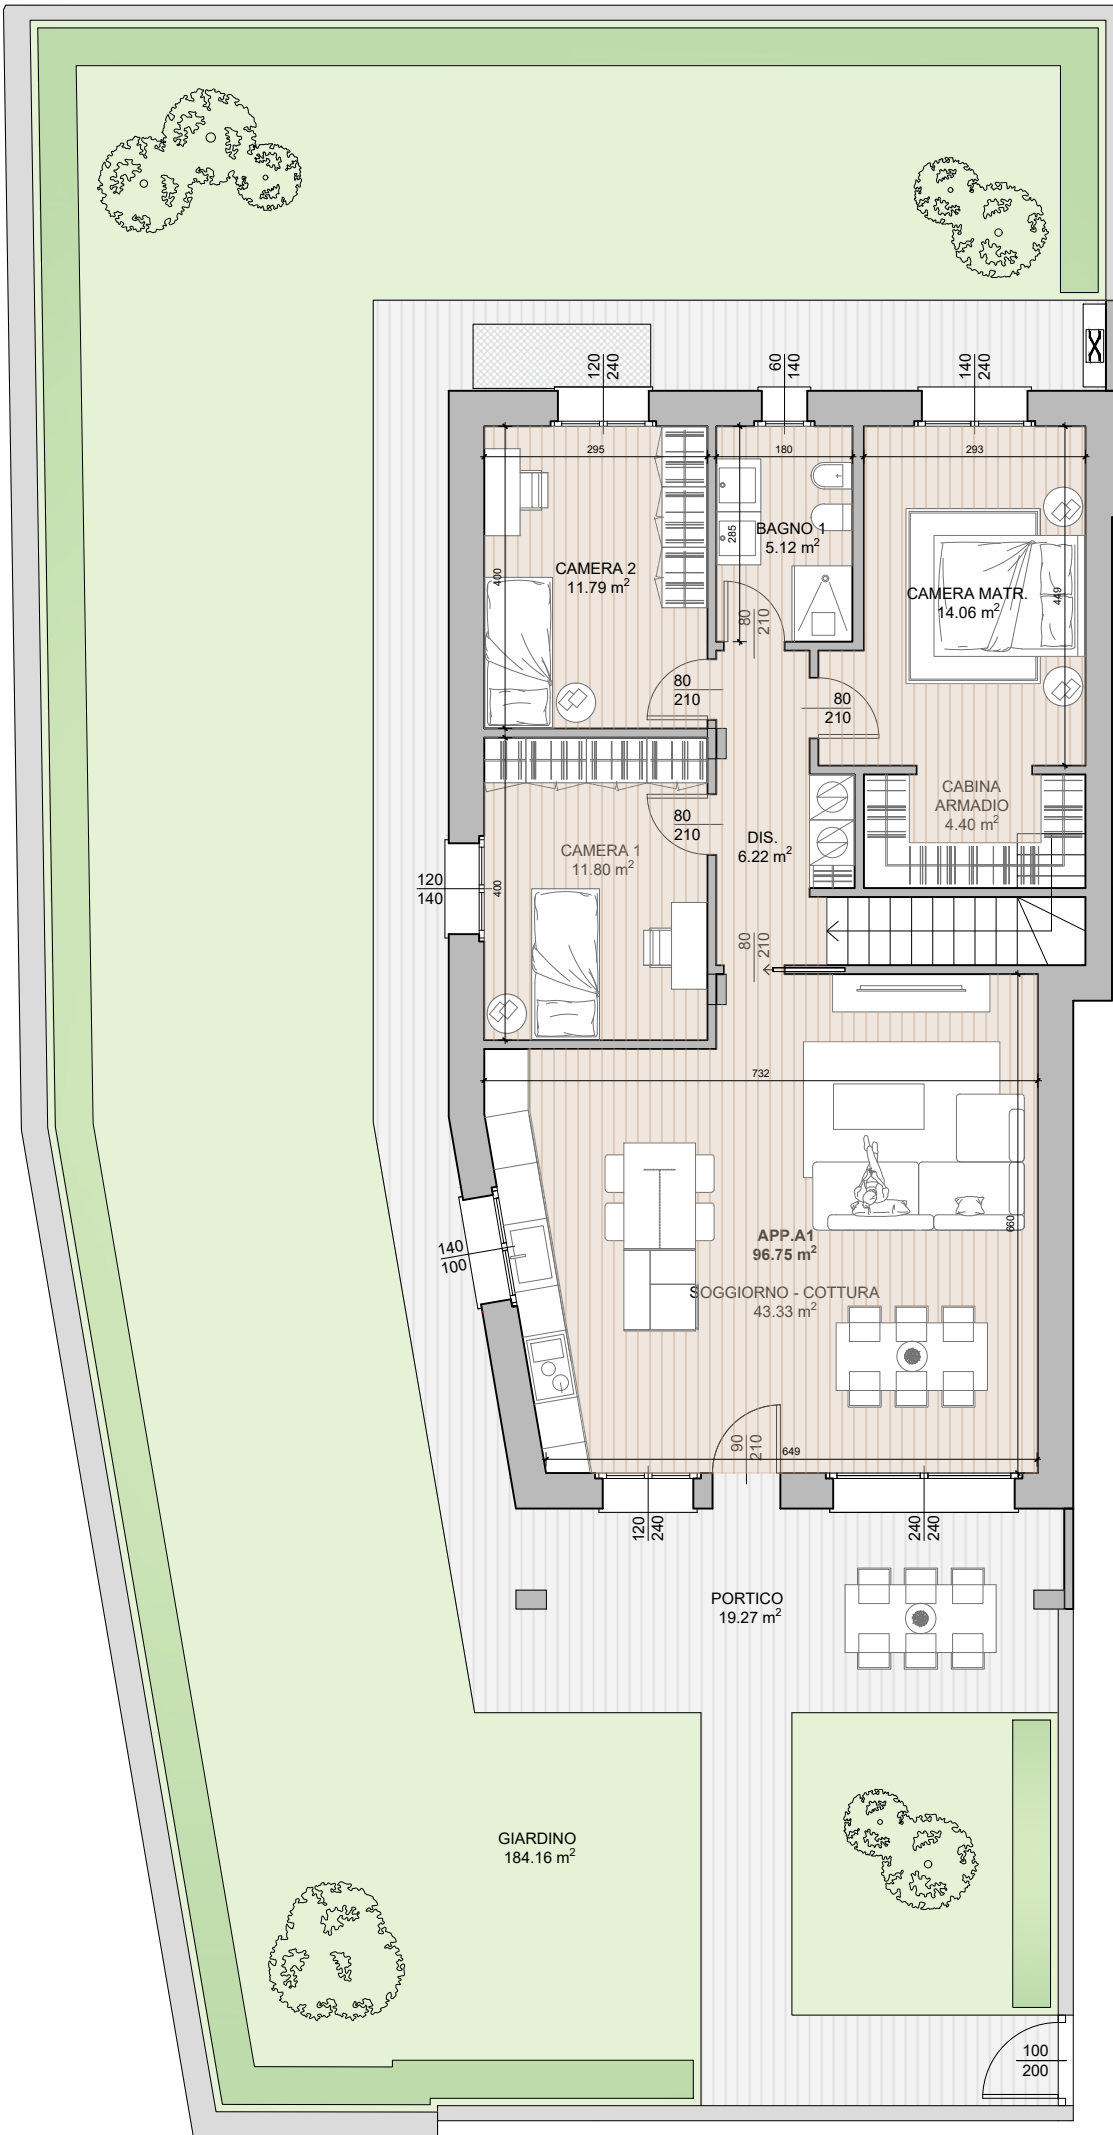 120
240
60
140
140
240
295
180
293
285
BAGNO 1
5.12 m²
CAMERA 2
11.79 m²
400
CAMERA MATR.
14.06 m²
449
80
210
80
210
80
210
CABINA
ARMADIO
4.40 m²
80
210
DIS.
6.22 m²
CAMERA 1
11.80 m²
120
140
400
80
210
732
660
APP.A1
96.75 m²
140
100
SOGGIORNO - COTTURA
43.33 m²
90
210
649
120
240
240
240
PORTICO
19.27 m²
GIARDINO
184.16 m²
100
200